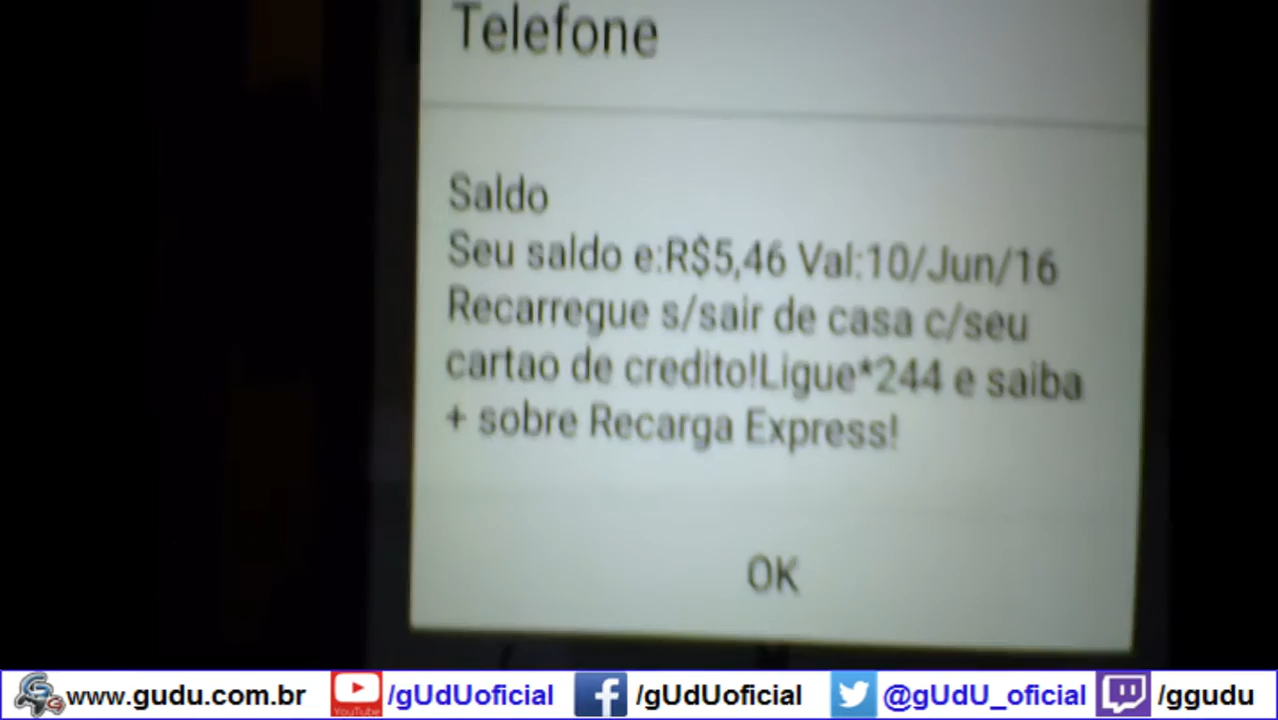 Telefone
Saldo
Seu saldo e:R$5,46 Val:10/Jun/16
Recarregue s/sair de casa c/seu
cartao de credito!Ligue*244 e saiba
+ sobre Recarga Express!
OK
www.gudu.com.br YouTube /gUdUoficial /gUdUoficial @gUdU_oficial /ggudu